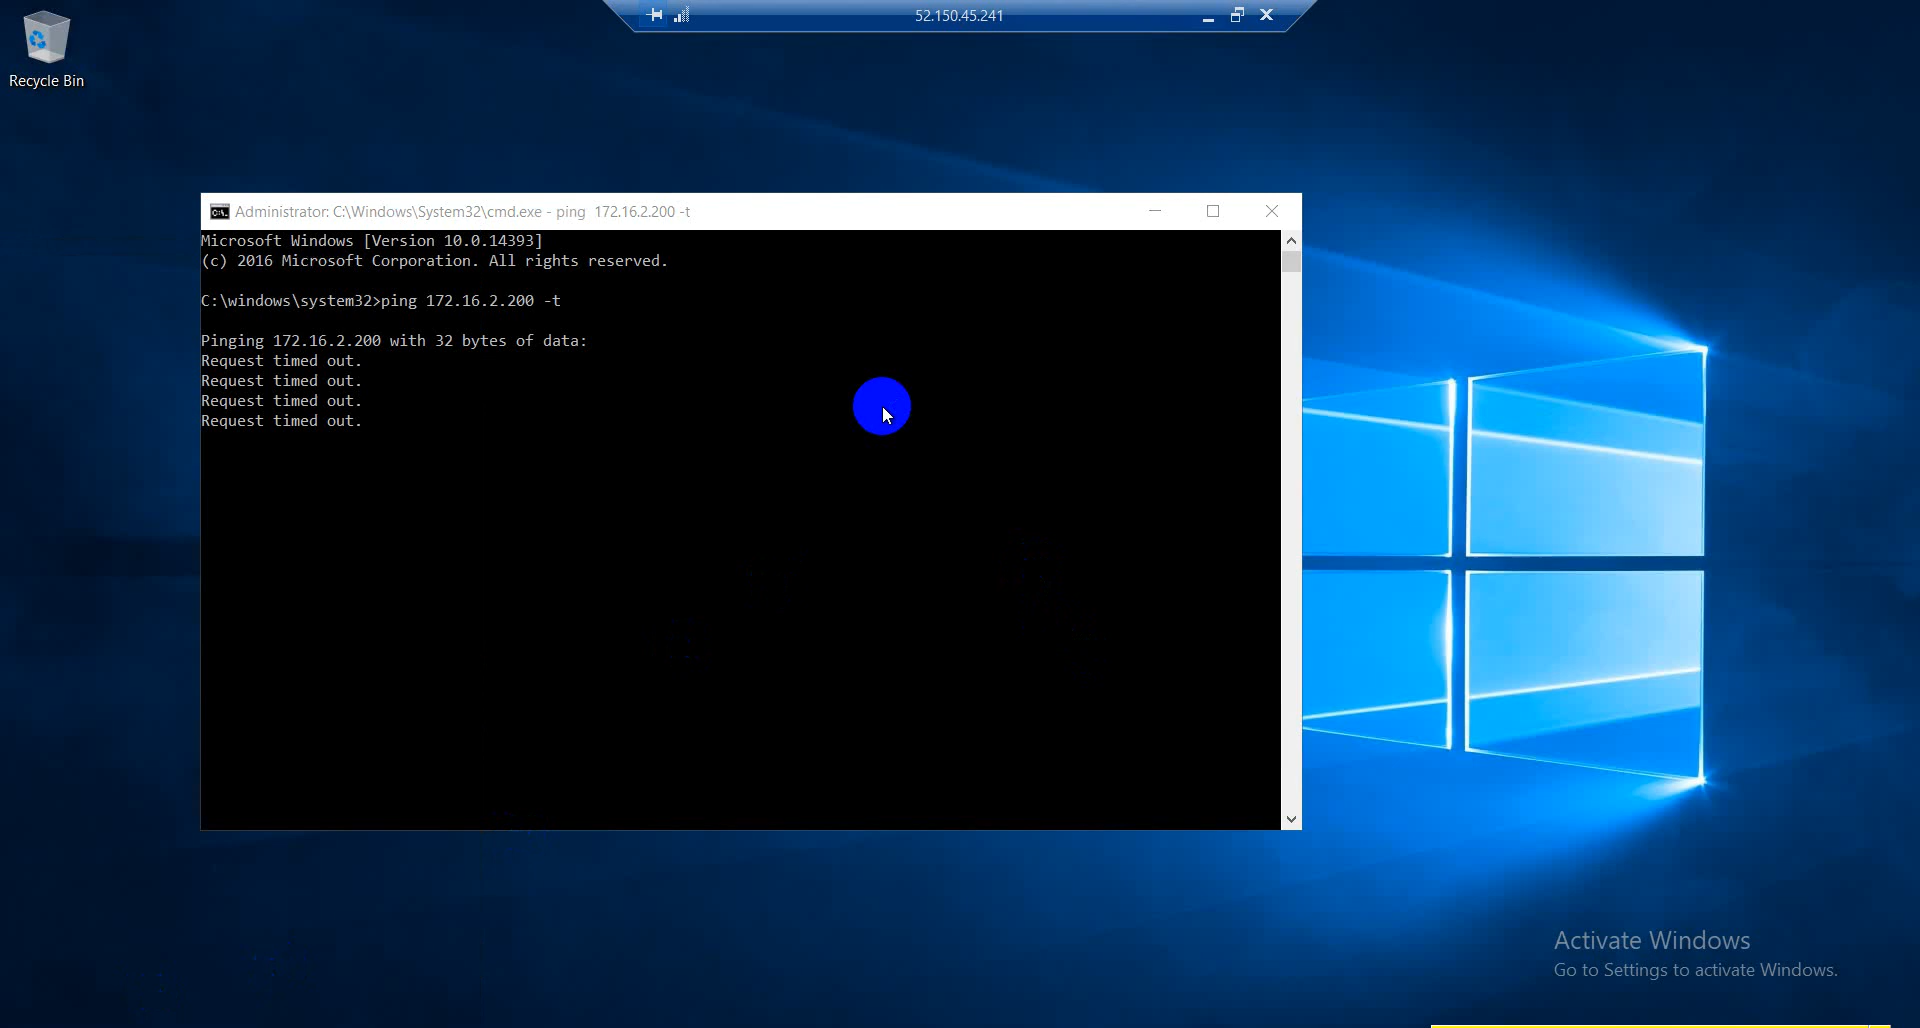 52.150.45.241
Recycle Bin
Administrator: C:\Windows\System32\cmd.exe - ping  172.16.2.200 -t
Microsoft Windows [Version 10.0.14393]
(c) 2016 Microsoft Corporation. All rights reserved.
C:\windows\system32>ping 172.16.2.200 -t
Pinging 172.16.2.200 with 32 bytes of data:
Request timed out.
Request timed out.
Request timed out.
Request timed out.
Activate Windows
Go to Settings to activate Windows.